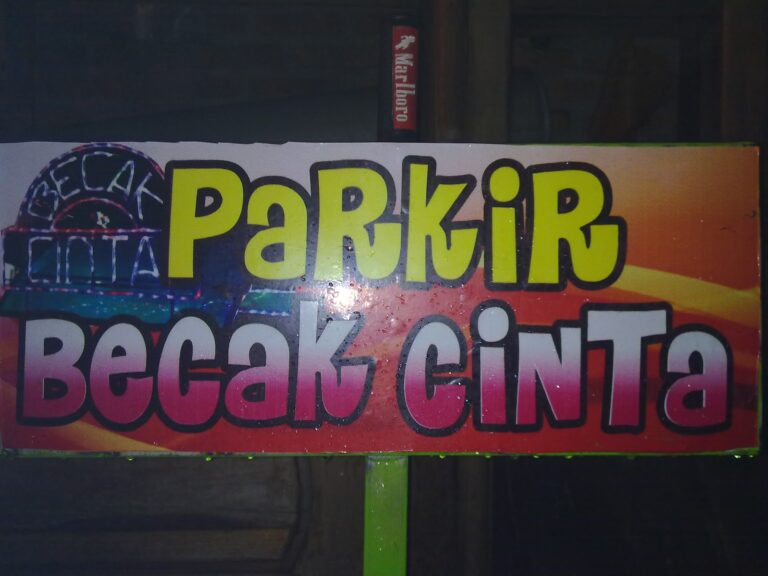 Marlboro
BECAK
CINTA
PaRKiR
BeCaK CiNTa